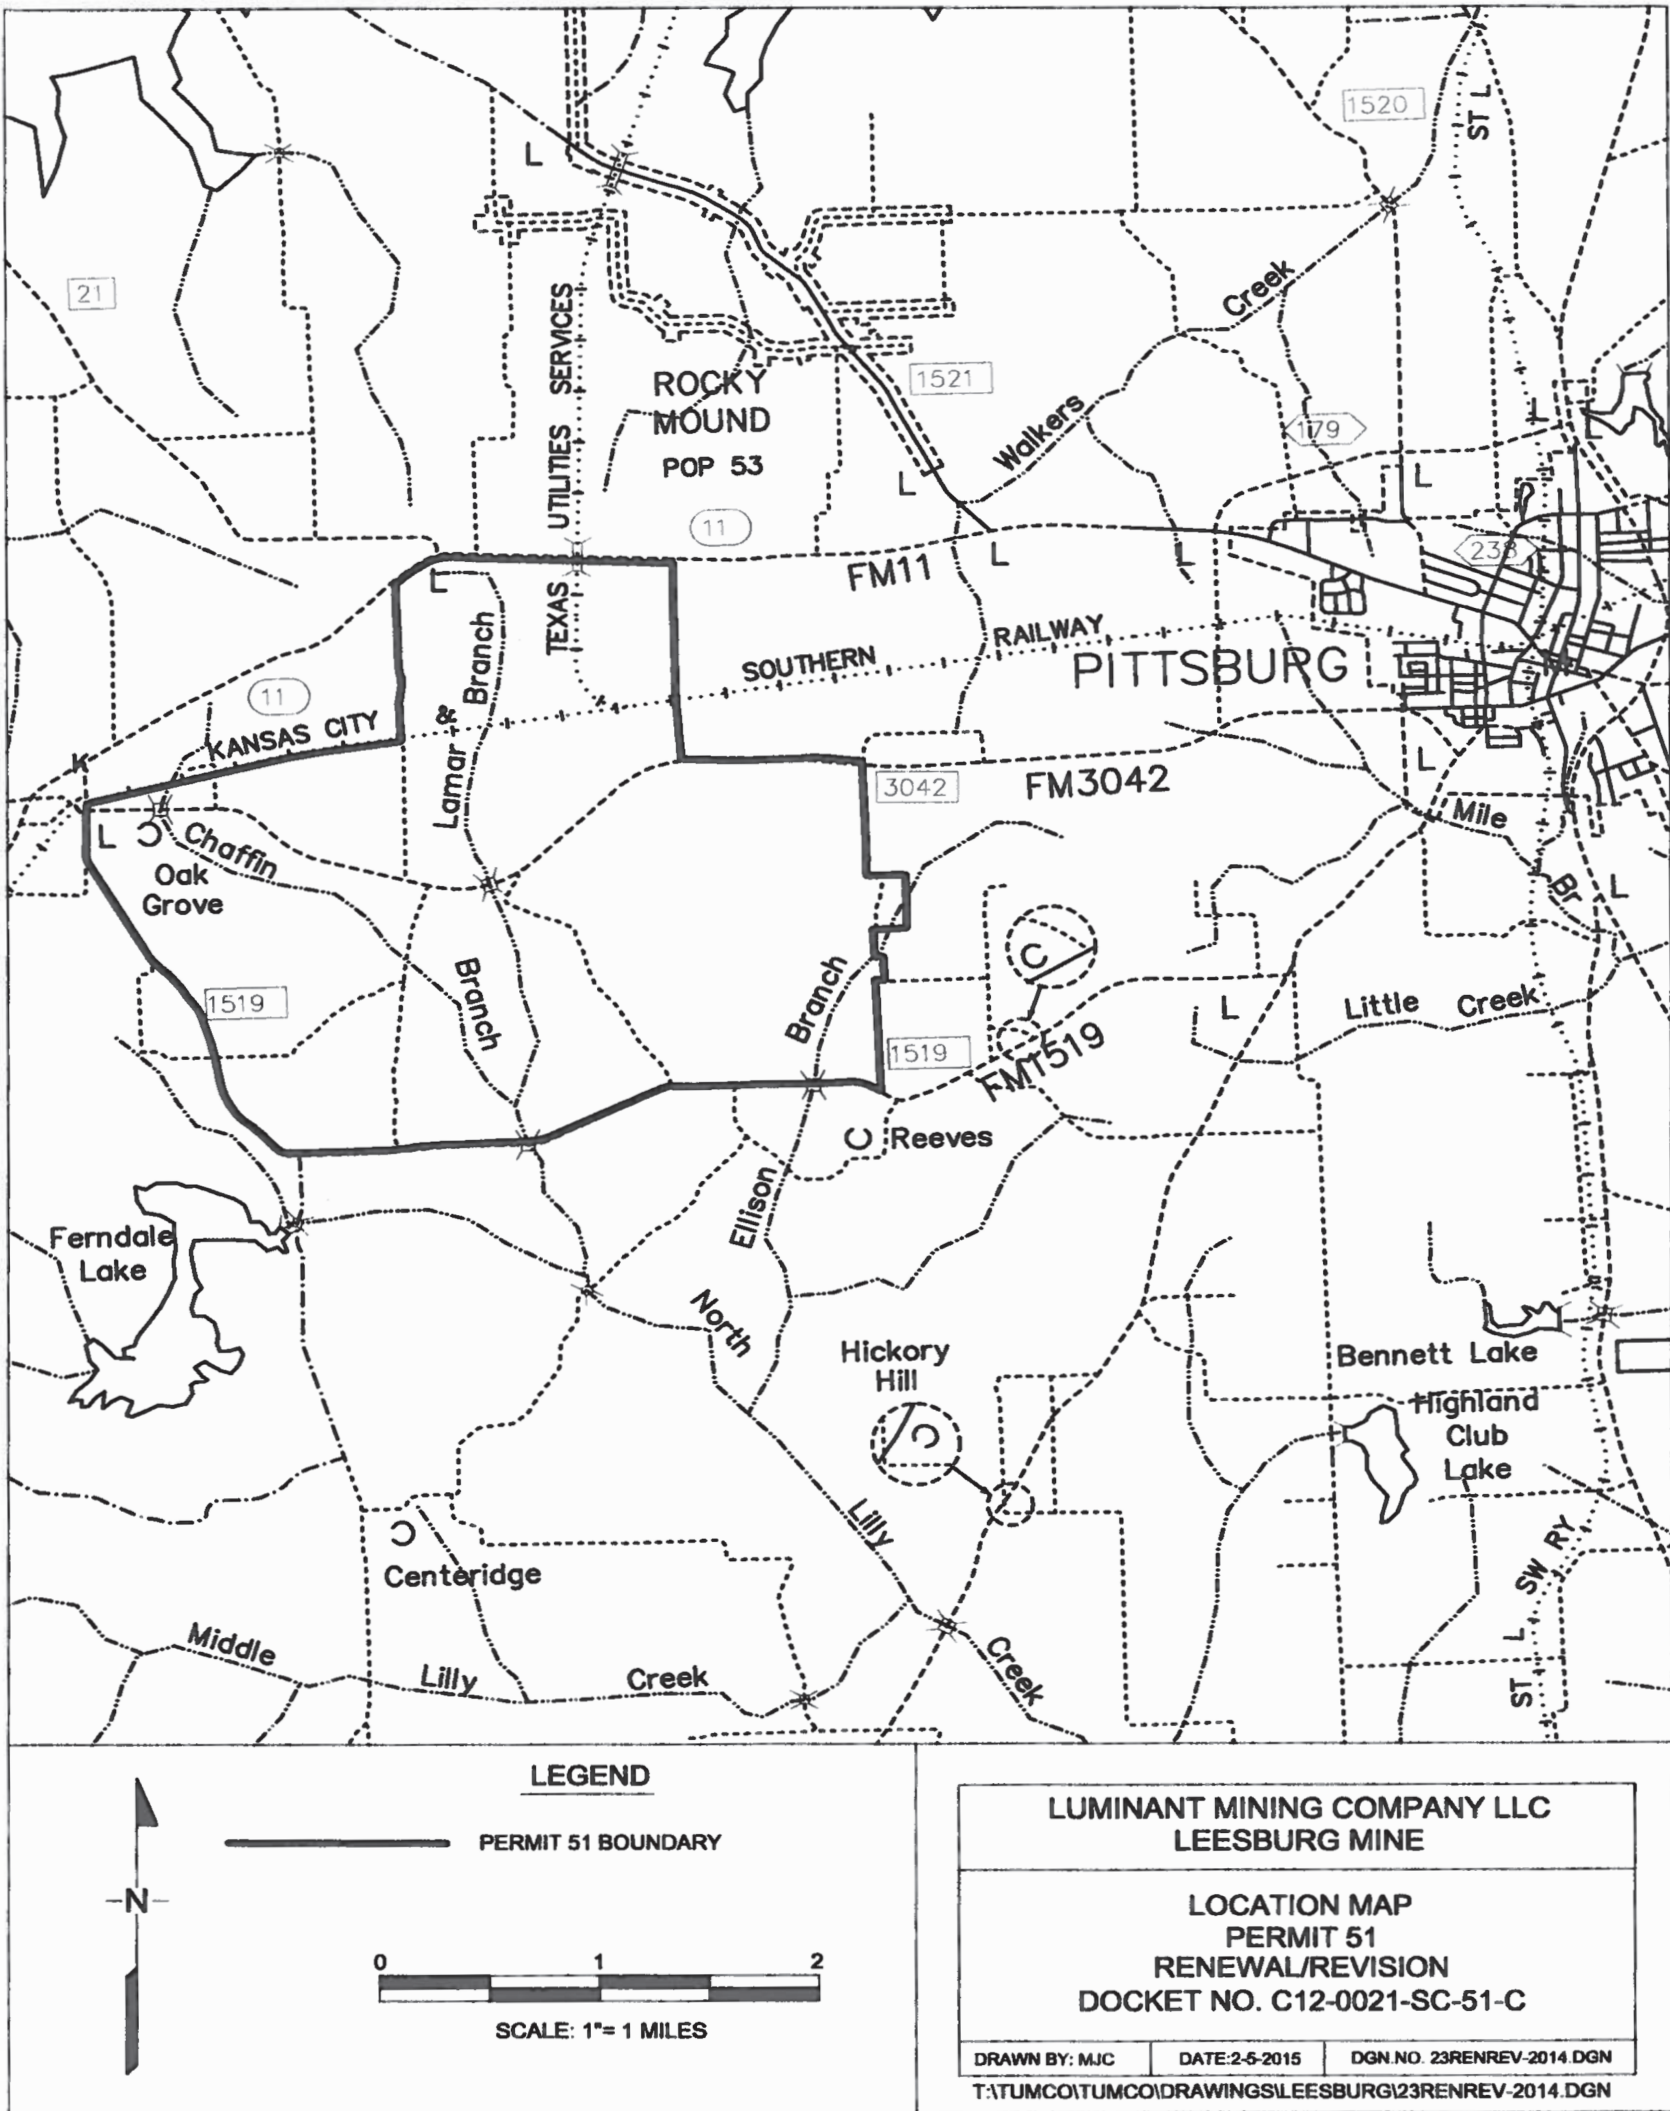 1520
ST L
L
21
Creek
TEXAS UTILITIES SERVICES
ROCKY
MOUND
POP 53
1521
179
Walkers
L
L
L
11
L
L
L
238
FM11
L
Lamar & Branch
SOUTHERN RAILWAY
PITTSBURG
11
KANSAS CITY
K
L
3042
FM3042
Mile Br
L
C
Chaffin
Oak
Grove
L
C
Branch
Branch
1519
L
Little Creek
1519
FM1519
C
Reeves
Ellison
Ferndale
Lake
North
Hickory
Hill
C
Bennett Lake
Highland
Club
Lake
Lilly
C
Centeridge
SW RY
Middle Lilly Creek
Creek
ST L
LEGEND
PERMIT 51 BOUNDARY
N
0 1 2
SCALE: 1"= 1 MILES
LUMINANT MINING COMPANY LLC
LEESBURG MINE
LOCATION MAP
PERMIT 51
RENEWAL/REVISION
DOCKET NO. C12-0021-SC-51-C
DRAWN BY: MJC
DATE:2-5-2015
DGN.NO. 23RENREV-2014.DGN
T:\TUMCO\TUMCO\DRAWINGS\LEESBURG\23RENREV-2014.DGN